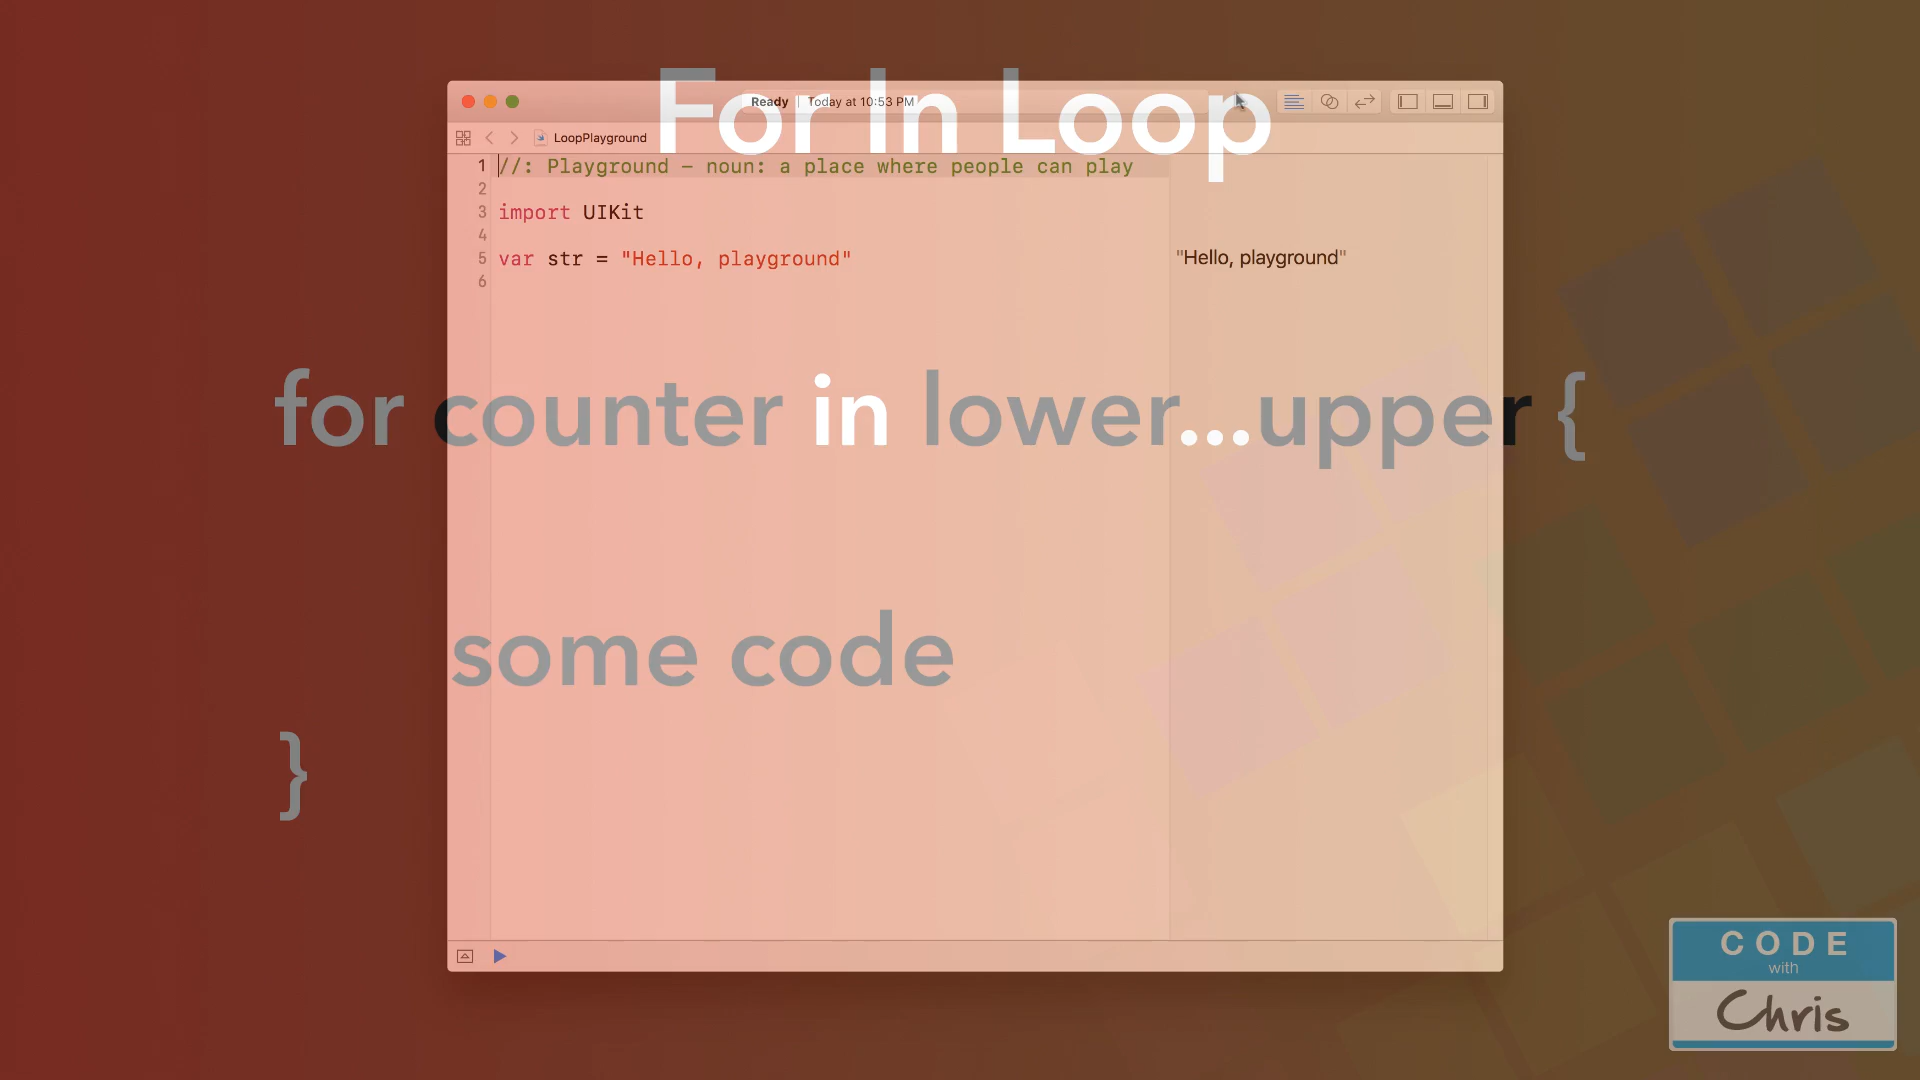 For In Loop
Ready | Today at 10:53 PM
LoopPlayground
1 //: Playground – noun: a place where people can play
2
3 import UIKit
4
5 var str = "Hello, playground"
"Hello, playground"
6
for counter in lower...upper {
some code
}
CODE
with
Chris